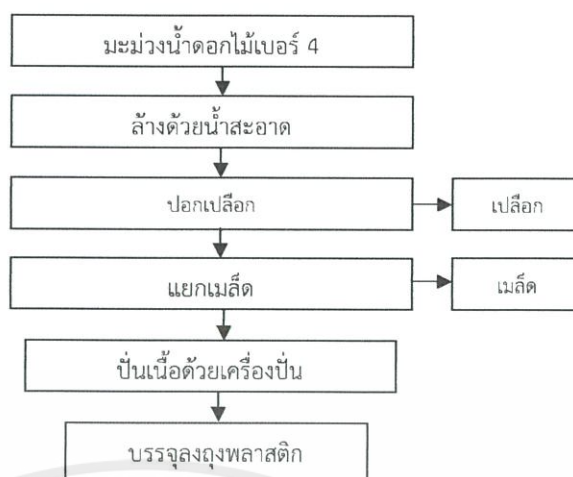 มะม่วงน้ำดอกไม้เบอร์ 4
ล้างด้วยน้ำสะอาด
ปอกเปลือก
เปลือก
แยกเมล็ด
เมล็ด
ปั่นเนื้อด้วยเครื่องปั่น
บรรจุลงถุงพลาสติก